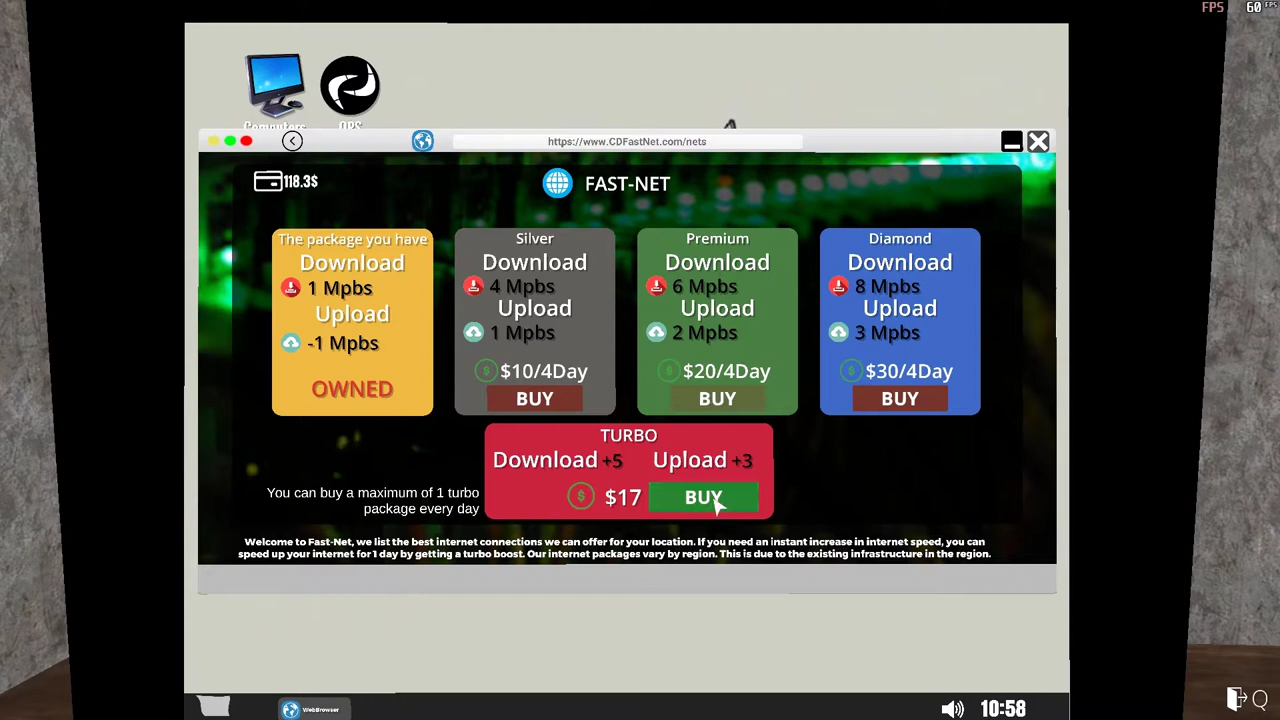 FPS 60 FPS
Computers OPS
https://www.CDFastNet.com/nets
118.3$
FAST-NET
The package you have
Download
1 Mpbs
Upload
-1 Mpbs
OWNED
Silver
Download
4 Mpbs
Upload
1 Mpbs
$10/4Day
BUY
Premium
Download
6 Mpbs
Upload
2 Mpbs
$20/4Day
BUY
Diamond
Download
8 Mpbs
Upload
3 Mpbs
$30/4Day
BUY
TURBO
Download +5 Upload +3
$17 BUY
You can buy a maximum of 1 turbo
package every day
Welcome to Fast-Net, we list the best internet connections we can offer for your location. If you need an instant increase in internet speed, you can
speed up your internet for 1 day by getting a turbo boost. Our internet packages vary by region. This is due to the existing infrastructure in the region.
WebBrowser
10:58
Q